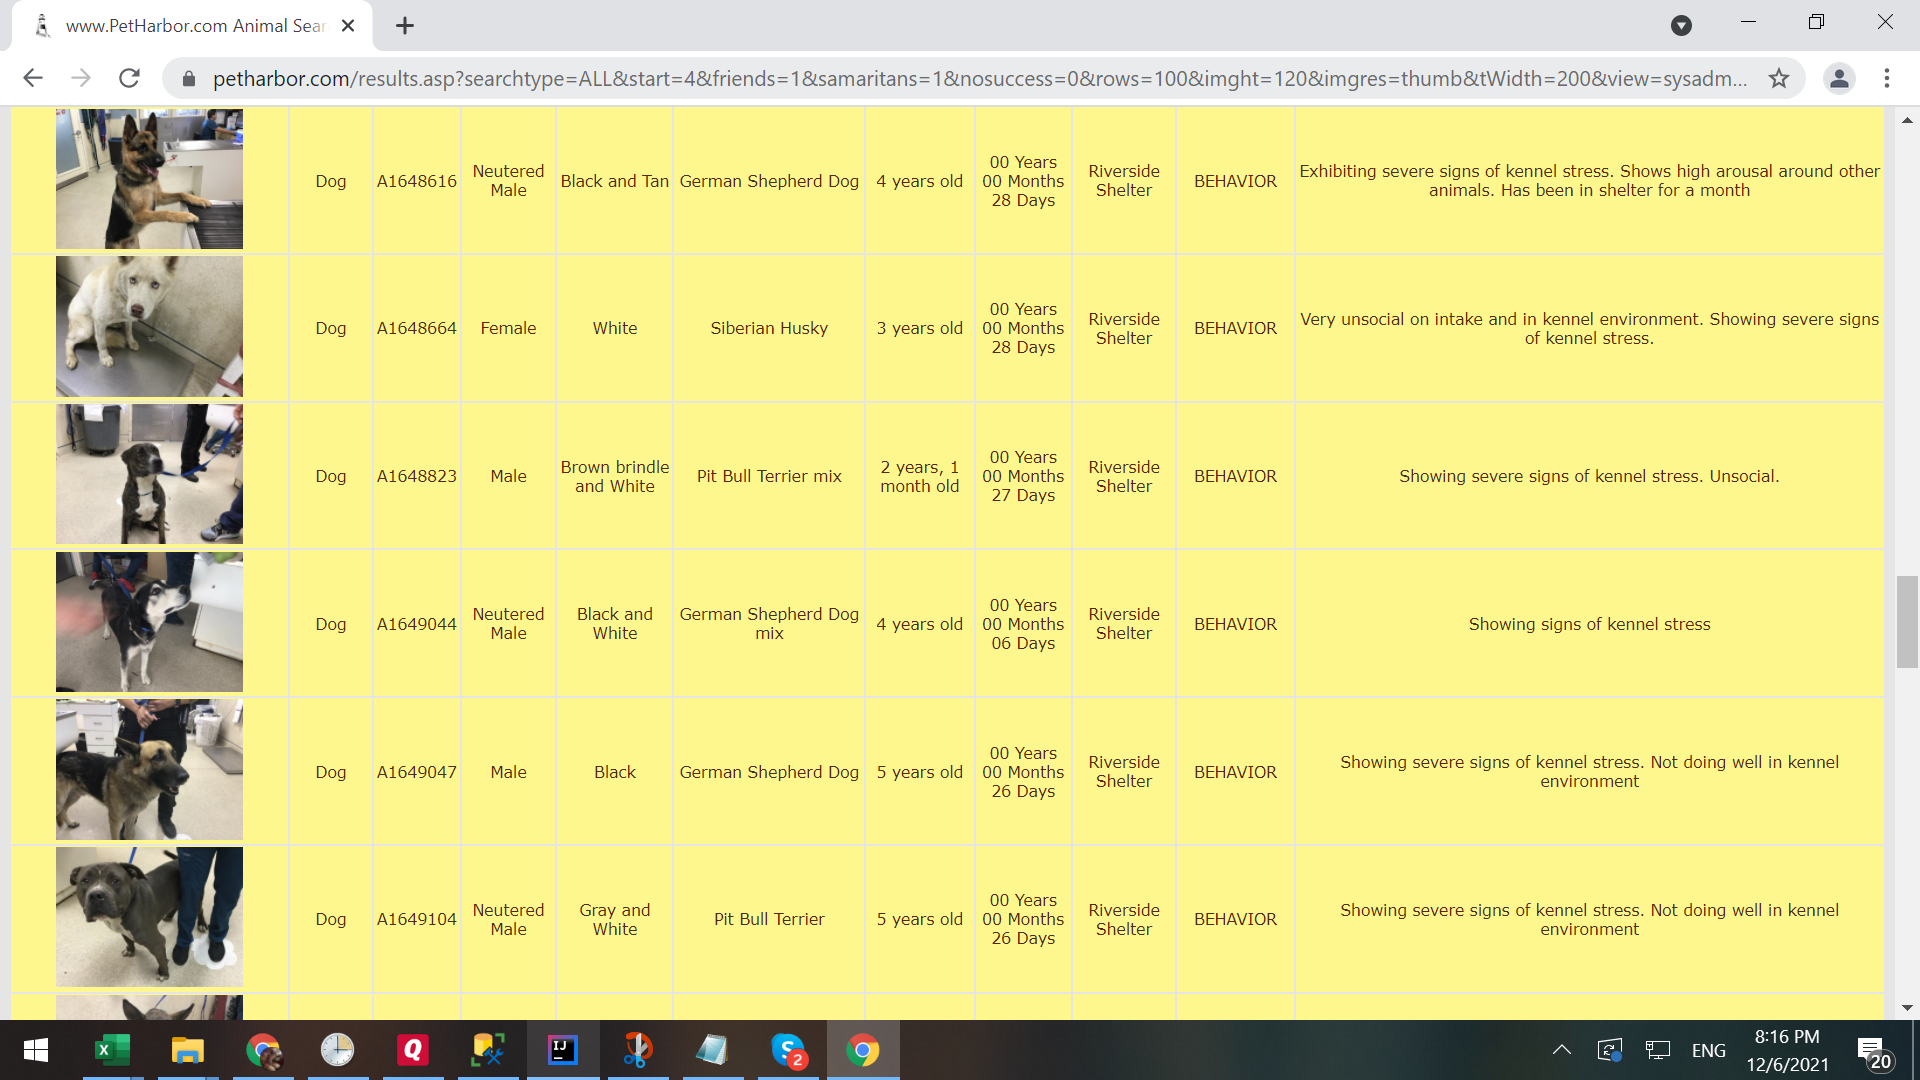 www.PetHarbor.com Animal Sear
petharbor.com/results.asp?searchtype=ALL&start=4&friends=1&samaritans=1&nosuccess=0&rows=100&imght=120&imgres=thumb&tWidth=200&view=sysadm...
Dog
A1648616
Neutered
Male
Black and Tan
German Shepherd Dog
4 years old
00 Years
00 Months
28 Days
Riverside
Shelter
BEHAVIOR
Exhibiting severe signs of kennel stress. Shows high arousal around other
animals. Has been in shelter for a month
Dog
A1648664
Female
White
Siberian Husky
3 years old
00 Years
00 Months
28 Days
Riverside
Shelter
BEHAVIOR
Very unsocial on intake and in kennel environment. Showing severe signs
of kennel stress.
Dog
A1648823
Male
Brown brindle
and White
Pit Bull Terrier mix
2 years, 1
month old
00 Years
00 Months
27 Days
Riverside
Shelter
BEHAVIOR
Showing severe signs of kennel stress. Unsocial.
Dog
A1649044
Neutered
Male
Black and
White
German Shepherd Dog
mix
4 years old
00 Years
00 Months
06 Days
Riverside
Shelter
BEHAVIOR
Showing signs of kennel stress
Dog
A1649047
Male
Black
German Shepherd Dog
5 years old
00 Years
00 Months
26 Days
Riverside
Shelter
BEHAVIOR
Showing severe signs of kennel stress. Not doing well in kennel
environment
Dog
A1649104
Neutered
Male
Gray and
White
Pit Bull Terrier
5 years old
00 Years
00 Months
26 Days
Riverside
Shelter
BEHAVIOR
Showing severe signs of kennel stress. Not doing well in kennel
environment
X
Q
IJ
S
2
ENG
8:16 PM
12/6/2021
20